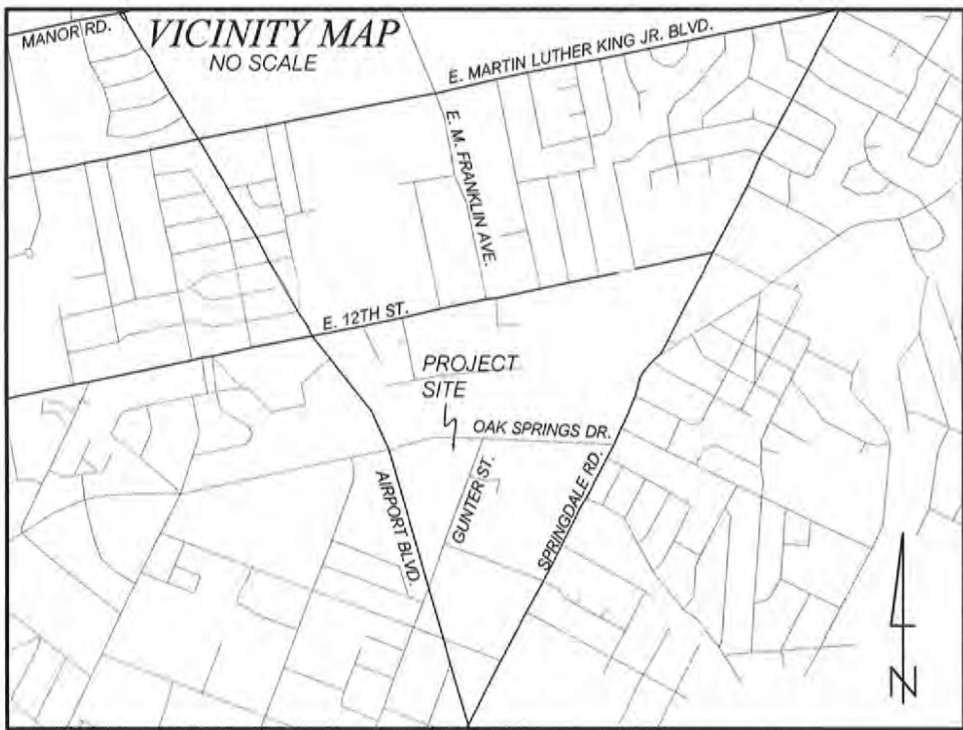 MANOR RD.
VICINITY MAP
NO SCALE
E. MARTIN LUTHER KING JR. BLVD.
E. M. FRANKLIN AVE.
E. 12TH ST.
PROJECT
SITE
OAK SPRINGS DR.
GUNTER ST.
AIRPORT BLVD.
SPRINGDALE RD.
N